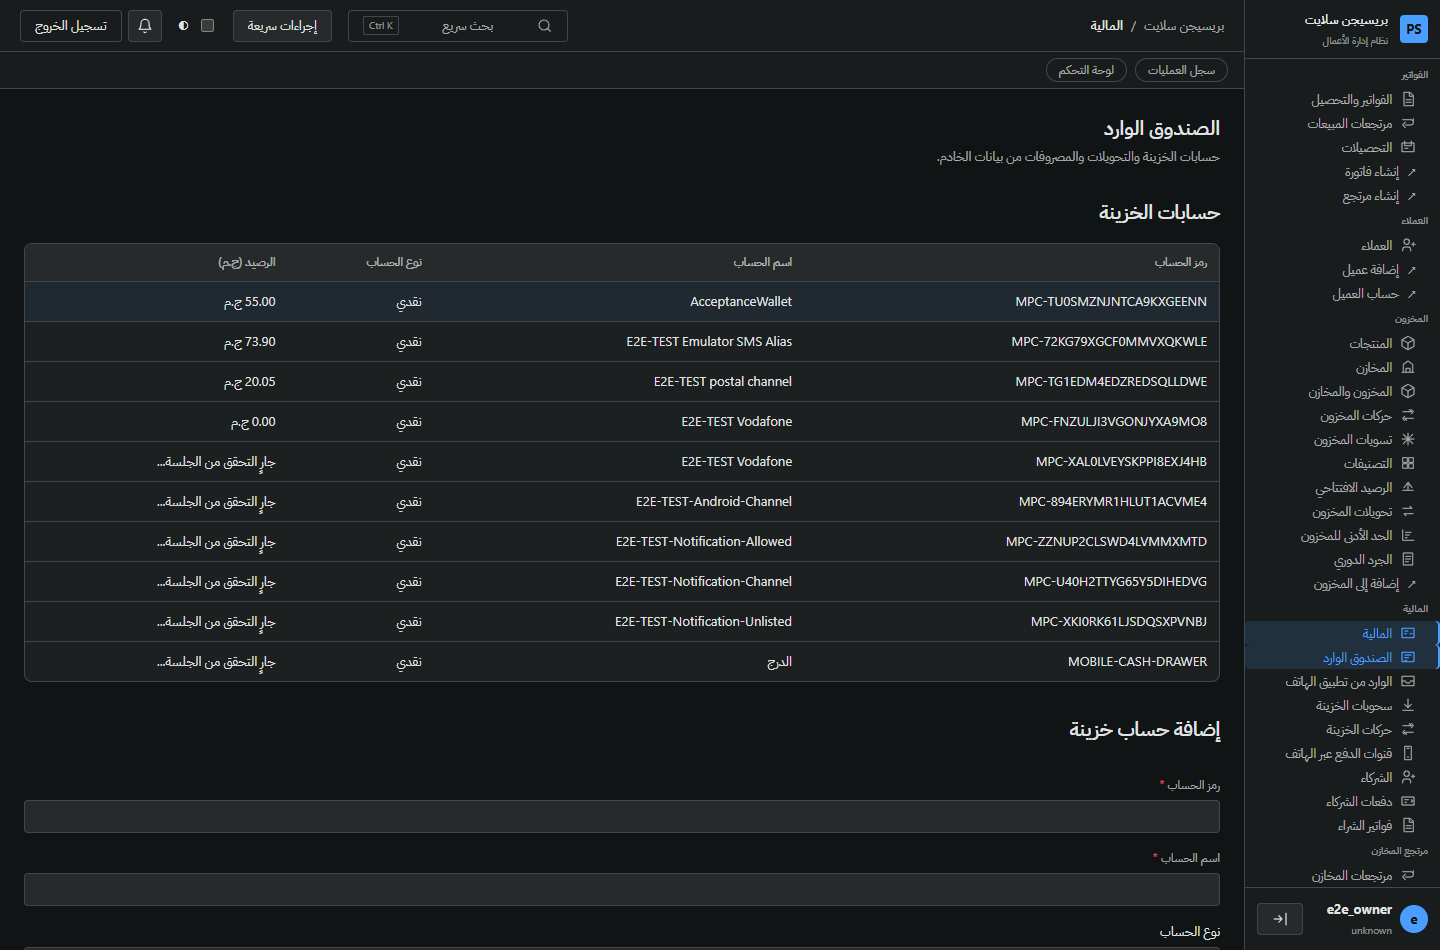 PS
بريسيجن سلايت
نظام إدارة الأعمال
الفواتير
الفواتير والتحصيل
مرتجعات المبيعات
التحصيلات
إنشاء فاتورة
إنشاء مرتجع
العملاء
العملاء
إضافة عميل
حساب العميل
المخزون
المنتجات
المخازن
المخزون والمخازن
حركات المخزون
تسويات المخزون
التصنيفات
الرصيد الافتتاحي
تحويلات المخزون
الحد الأدنى للمخزون
الجرد الدوري
إضافة إلى المخزون
المالية
المالية
الصندوق الوارد
الوارد من تطبيق الهاتف
سحوبات الخزينة
حركات الخزينة
قنوات الدفع عبر الهاتف
الشركاء
دفعات الشركاء
فواتير الشراء
مرتجع المخازن
مرتجعات المخازن
e2e_owner
unknown
e
بريسيجن سلايت / المالية
بحث سريع Ctrl K
إجراءات سريعة
تسجيل الخروج
سجل العمليات
لوحة التحكم
الصندوق الوارد
حسابات الخزينة والتحويلات والمصروفات من بيانات الخادم.
حسابات الخزينة
رمز الحساب اسم الحساب نوع الحساب الرصيد (ج.م)
MPC-TU0SMZNJNTCA9KXGEENN AcceptanceWallet نقدي 55.00 ج.م
MPC-72KG79XGCF0MMVXQKWLE E2E-TEST Emulator SMS Alias نقدي 73.90 ج.م
MPC-TG1EDM4EDZREDSQLLDWE E2E-TEST postal channel نقدي 20.05 ج.م
MPC-FNZULJI3VGONJYXA9MO8 E2E-TEST Vodafone نقدي 0.00 ج.م
MPC-XAL0LVEYSKPPI8EXJ4HB E2E-TEST Vodafone نقدي جارٍ التحقق من الجلسة...
MPC-894ERYMR1HLUT1ACVME4 E2E-TEST-Android-Channel نقدي جارٍ التحقق من الجلسة...
MPC-ZZNUP2CLSWD4LVMMXMTD E2E-TEST-Notification-Allowed نقدي جارٍ التحقق من الجلسة...
MPC-U40H2TTYG65Y5DIHEDVG E2E-TEST-Notification-Channel نقدي جارٍ التحقق من الجلسة...
MPC-XKI0RK61LJSDQSXPVNBJ E2E-TEST-Notification-Unlisted نقدي جارٍ التحقق من الجلسة...
MOBILE-CASH-DRAWER الدرج نقدي جارٍ التحقق من الجلسة...
إضافة حساب خزينة
رمز الحساب *
اسم الحساب *
نوع الحساب